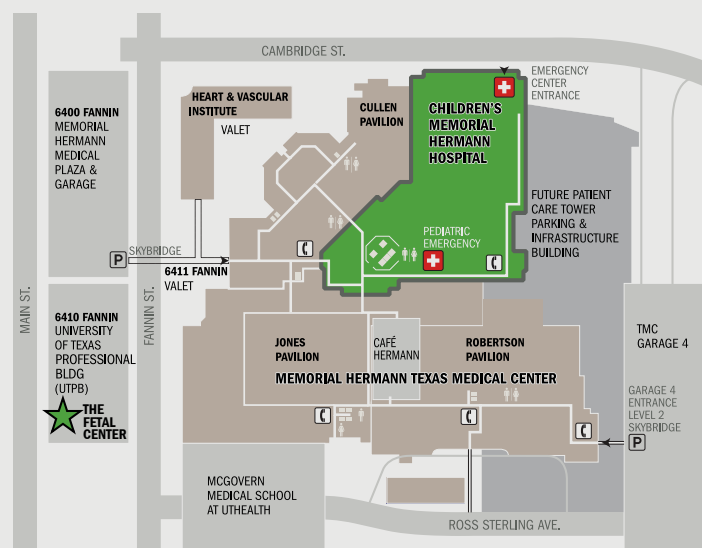 CAMBRIDGE ST.
EMERGENCY
CENTER
ENTRANCE
6400 FANNIN
MEMORIAL
HERMANN
MEDICAL
PLAZA &
GARAGE
HEART & VASCULAR
INSTITUTE
VALET
CULLEN
PAVILION
CHILDREN'S
MEMORIAL
HERMANN
HOSPITAL
FUTURE PATIENT
CARE TOWER
PARKING &
INFRASTRUCTURE
BUILDING
PEDIATRIC
EMERGENCY
P
SKYBRIDGE
6411 FANNIN
VALET
MAIN ST.
FANNIN ST.
6410 FANNIN
UNIVERSITY
OF TEXAS
PROFESSIONAL
BLDG
(UTPB)
THE
FETAL
CENTER
JONES
PAVILION
CAFÉ
HERMANN
ROBERTSON
PAVILION
MEMORIAL HERMANN TEXAS MEDICAL CENTER
TMC
GARAGE 4
GARAGE 4
ENTRANCE
LEVEL 2
SKYBRIDGE
P
MCGOVERN
MEDICAL SCHOOL
AT UTHEALTH
ROSS STERLING AVE.